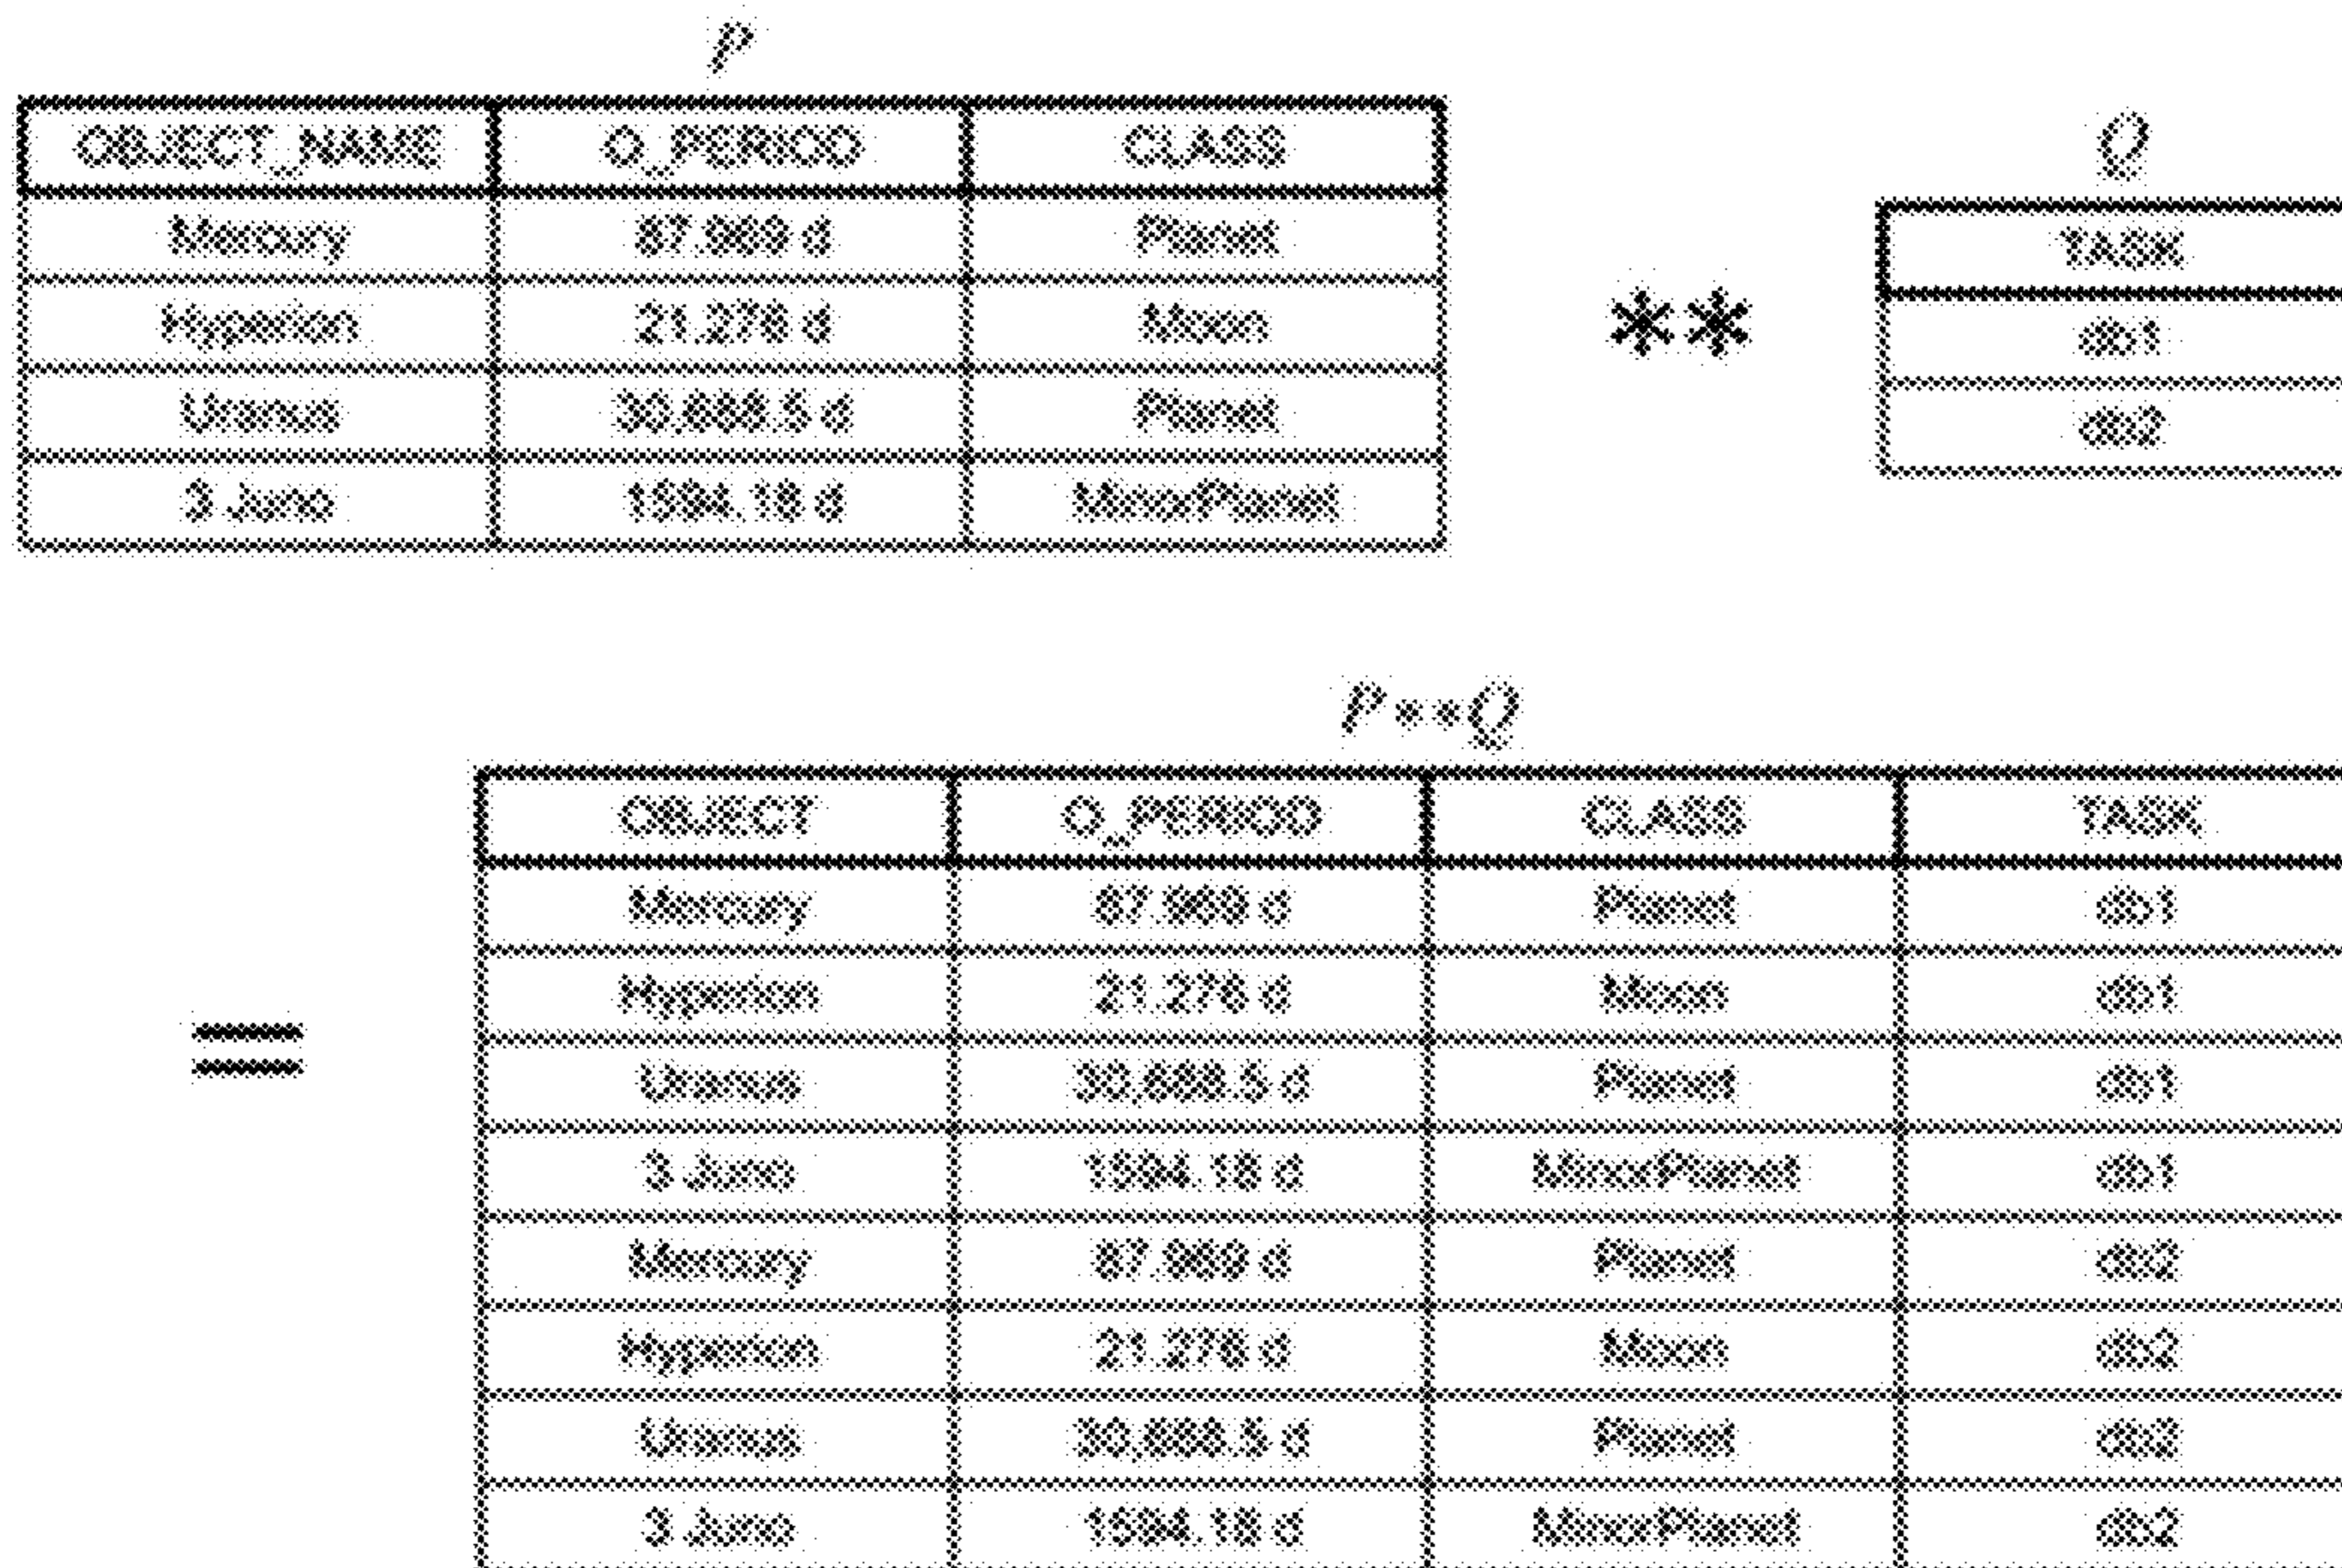 P
OBJECT_NAME O_PERIOD CLASS
Mercury 87.969 d Planet
Hyperion 21.276 d Moon
Uranus 30,688.5 d Planet
3 Juno 1594.18 d MinorPlanet
**
Q
TASK
db1
db2
P**Q
=
OBJECT O_PERIOD CLASS TASK
Mercury 87.969 d Planet db1
Hyperion 21.276 d Moon db1
Uranus 30,688.5 d Planet db1
3 Juno 1594.18 d MinorPlanet db1
Mercury 87.969 d Planet db2
Hyperion 21.276 d Moon db2
Uranus 30,688.5 d Planet db2
3 Juno 1594.18 d MinorPlanet db2